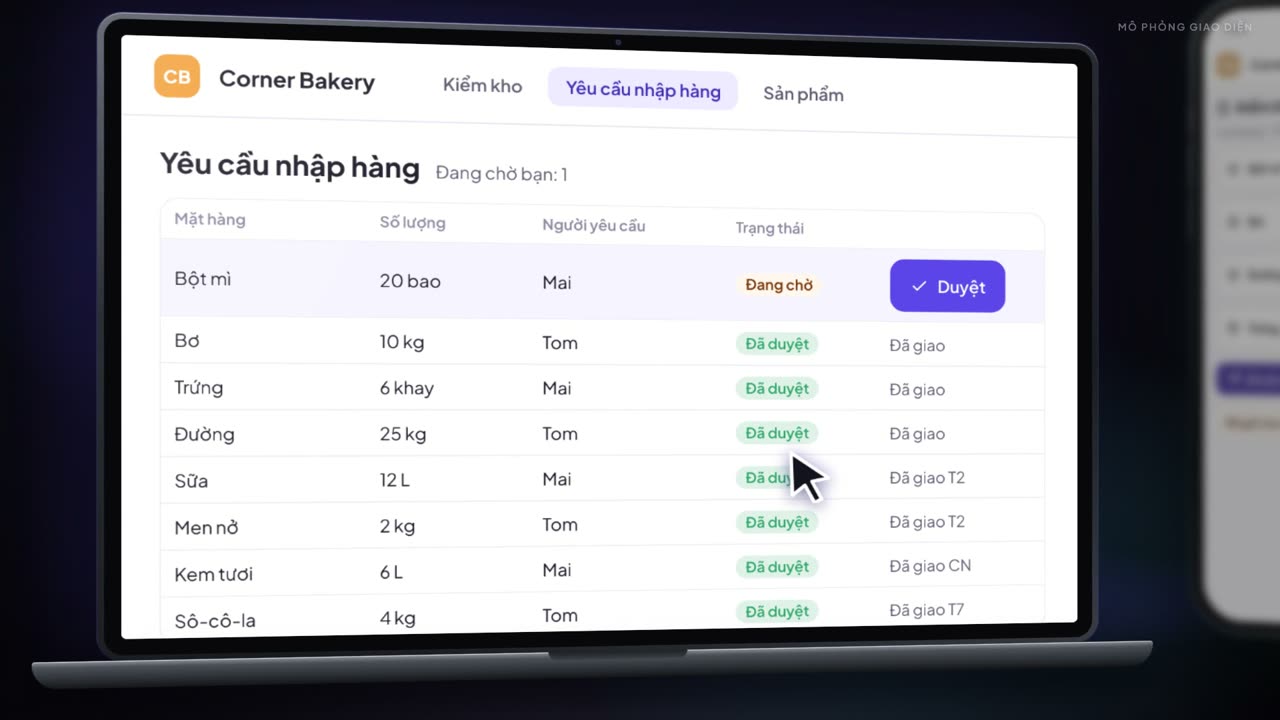 MÔ PHỎNG GIAO DIỆN
CB Corner Bakery Kiểm kho Yêu cầu nhập hàng Sản phẩm
Yêu cầu nhập hàng Đang chờ bạn: 1
Mặt hàng Số lượng Người yêu cầu Trạng thái
Bột mì 20 bao Mai Đang chờ Duyệt
Bơ 10 kg Tom Đã duyệt Đã giao
Trứng 6 khay Mai Đã duyệt Đã giao
Đường 25 kg Tom Đã duyệt Đã giao
Sữa 12 L Mai Đã Đã giao T2
Men nở 2 kg Tom Đã duyệt Đã giao T2
Kem tươi 6 L Mai Đã duyệt Đã giao CN
Sô-cô-la 4 kg Tom Đã duyệt Đã giao T7